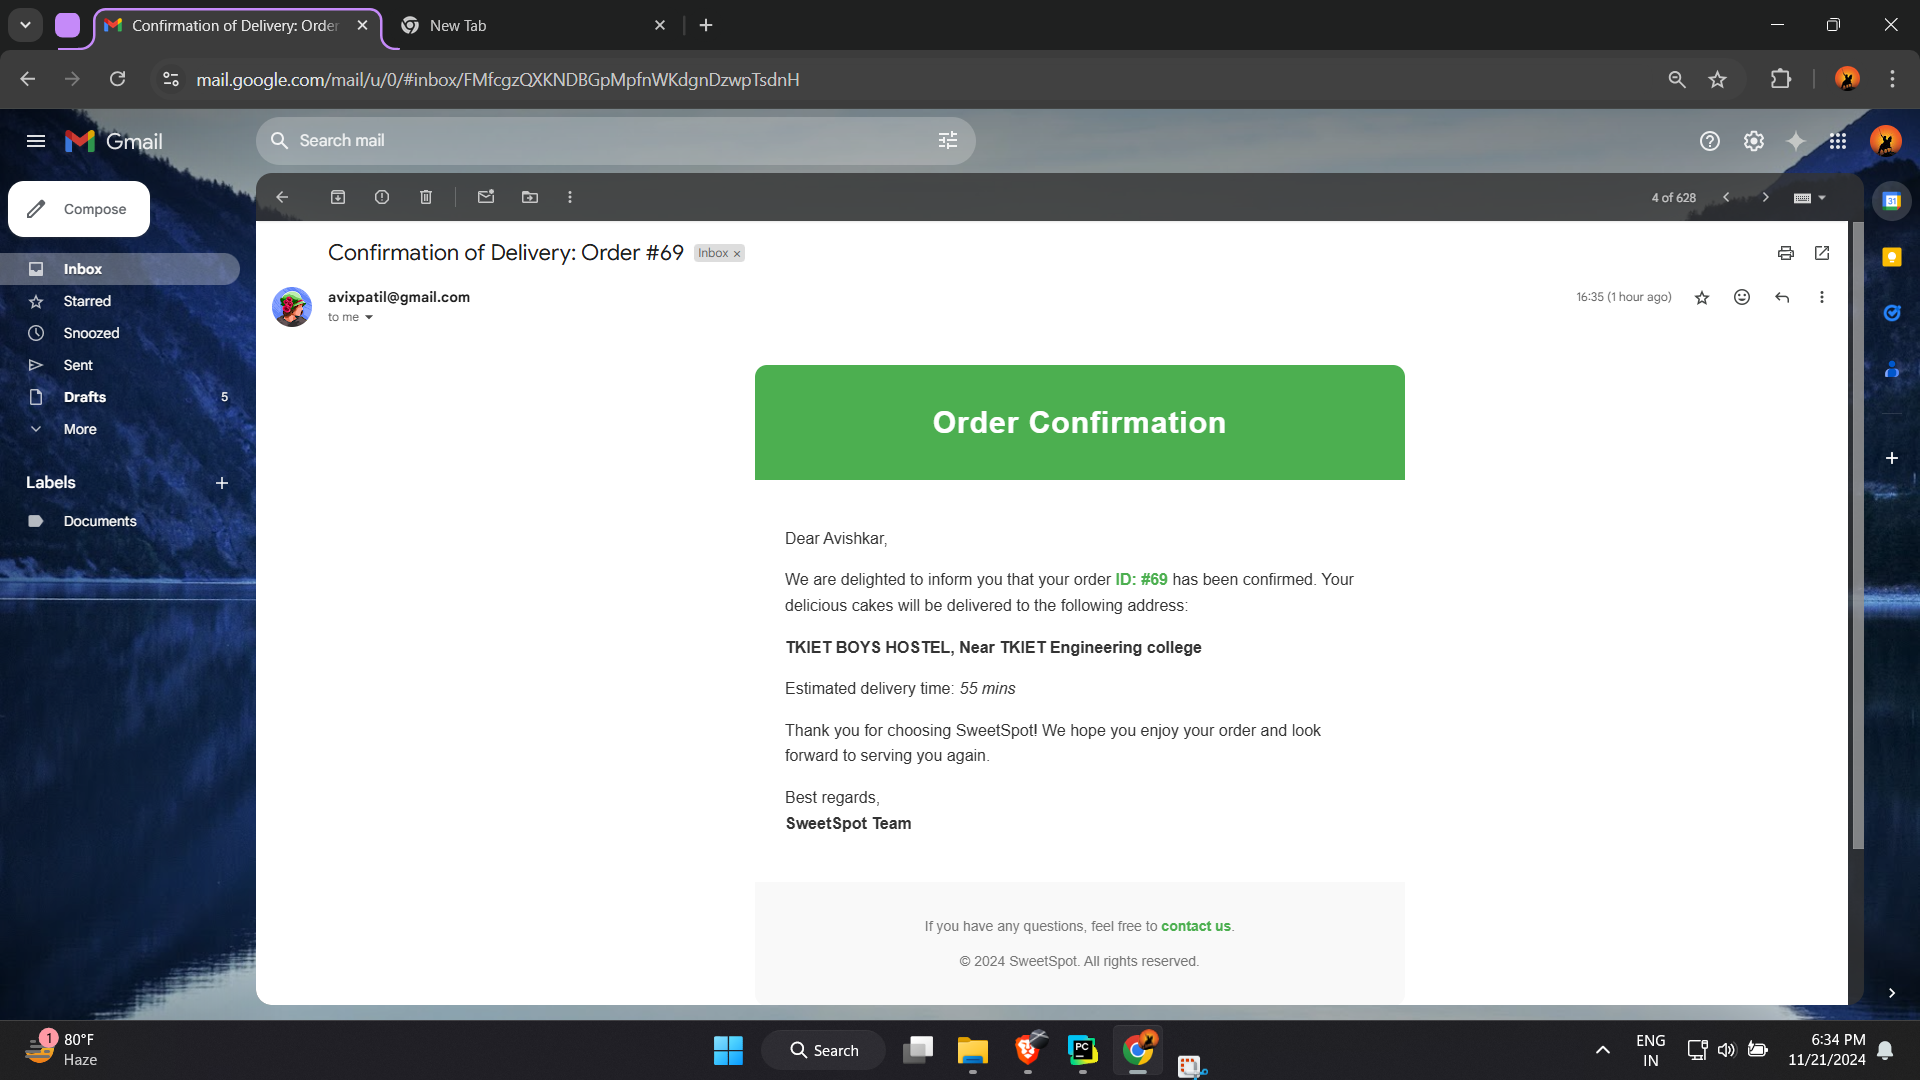 Confirmation of Delivery: Order
New Tab
mail.google.com/mail/u/0/#inbox/FMfcgzQXKNDBGpMpfnWKdgnDzwpTsdnH
Gmail
Search mail
Compose
4 of 628
Inbox
Starred
Snoozed
Sent
Drafts
5
More
Labels
Documents
Confirmation of Delivery: Order #69
Inbox ×
avixpatil@gmail.com
16:35 (1 hour ago)
to me
Order Confirmation
Dear Avishkar,
We are delighted to inform you that your order ID: #69 has been confirmed. Your
delicious cakes will be delivered to the following address:
TKIET BOYS HOSTEL, Near TKIET Engineering college
Estimated delivery time: 55 mins
Thank you for choosing SweetSpot! We hope you enjoy your order and look
forward to serving you again.
Best regards,
SweetSpot Team
If you have any questions, feel free to contact us.
© 2024 SweetSpot. All rights reserved.
31
1
80°F
Haze
Search
PC
ENG
IN
6:34 PM
11/21/2024